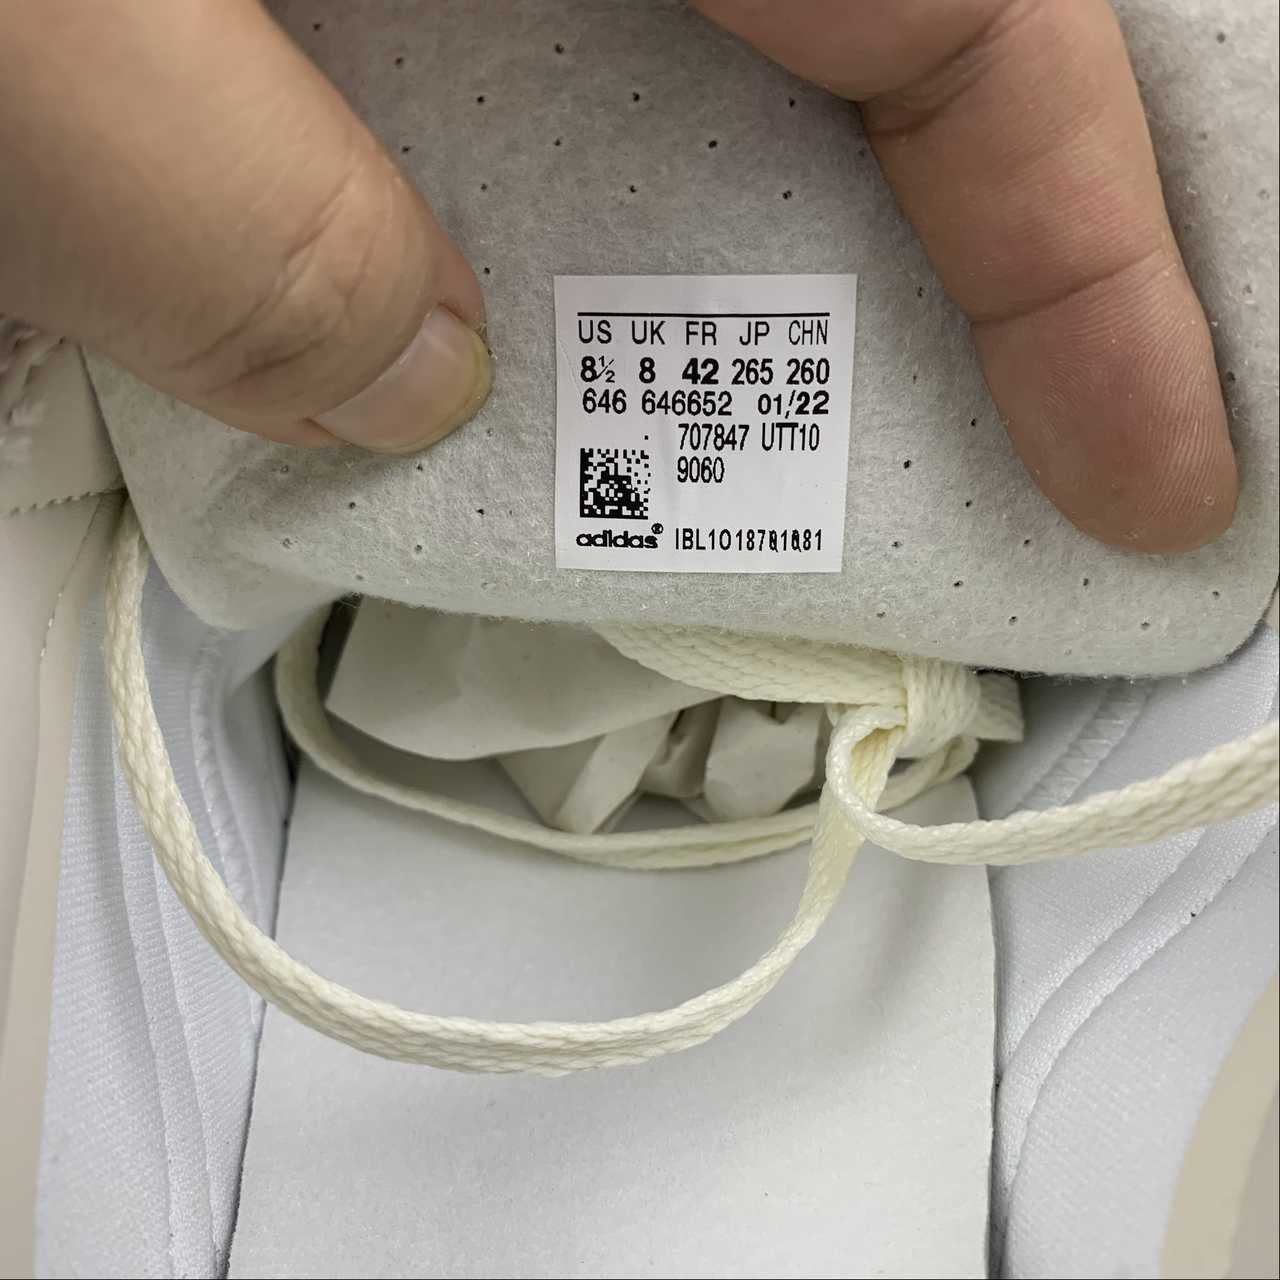 US UK FR JP CHN
8½ 8 42 265 260
646 646652 01/22
707847 UTT10
9060
adidas®